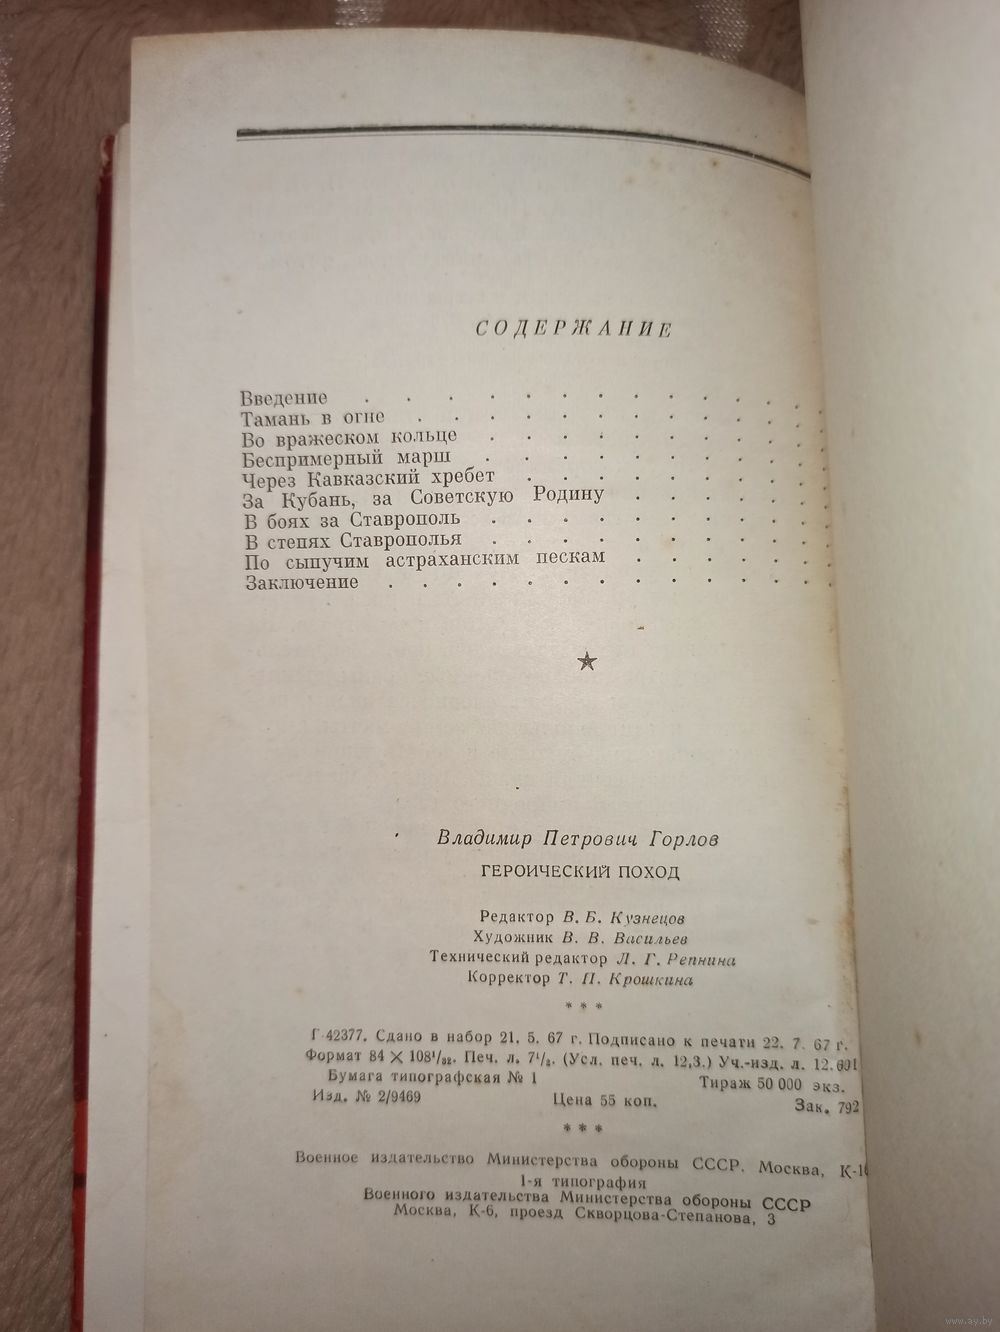 СОДЕРЖАНИЕ
Введение . . . . . . . . . . . . .
Тамань в огне . . . . . . . . . . . .
Во вражеском кольце . . . . . . . . . .
Беспримерный марш . . . . . . . . . .
Через Кавказский хребет . . . . . . . . .
За Кубань, за Советскую Родину . . . . . .
В боях за Ставрополь . . . . . . . . . .
В степях Ставрополья . . . . . . . . . .
По сыпучим астраханским пескам . . . . . .
Заключение . . . . . . . . . . . . .
Владимир Петрович Горлов
ГЕРОИЧЕСКИЙ ПОХОД
Редактор В. Б. Кузнецов
Художник В. В. Васильев
Технический редактор Л. Г. Репнина
Корректор Т. П. Крошкина
* * *
Г-42377. Сдано в набор 21. 5. 67 г. Подписано к печати 22. 7. 67 г.
Формат 84 × 108¹/₃₂. Печ. л. 7¹/₂. (Усл. печ. л. 12,3.) Уч.-изд. л.
Бумага типографская № 1 Тираж 50 000 экз.
Изд. № 2/9469 Цена 55 коп. Зак. 792
* * *
Военное издательство Министерства обороны СССР. Москва,
1-я типография
Военного издательства Министерства обороны СССР
Москва, К-6, проезд Скворцова-Степанова, 3
www.ay.by